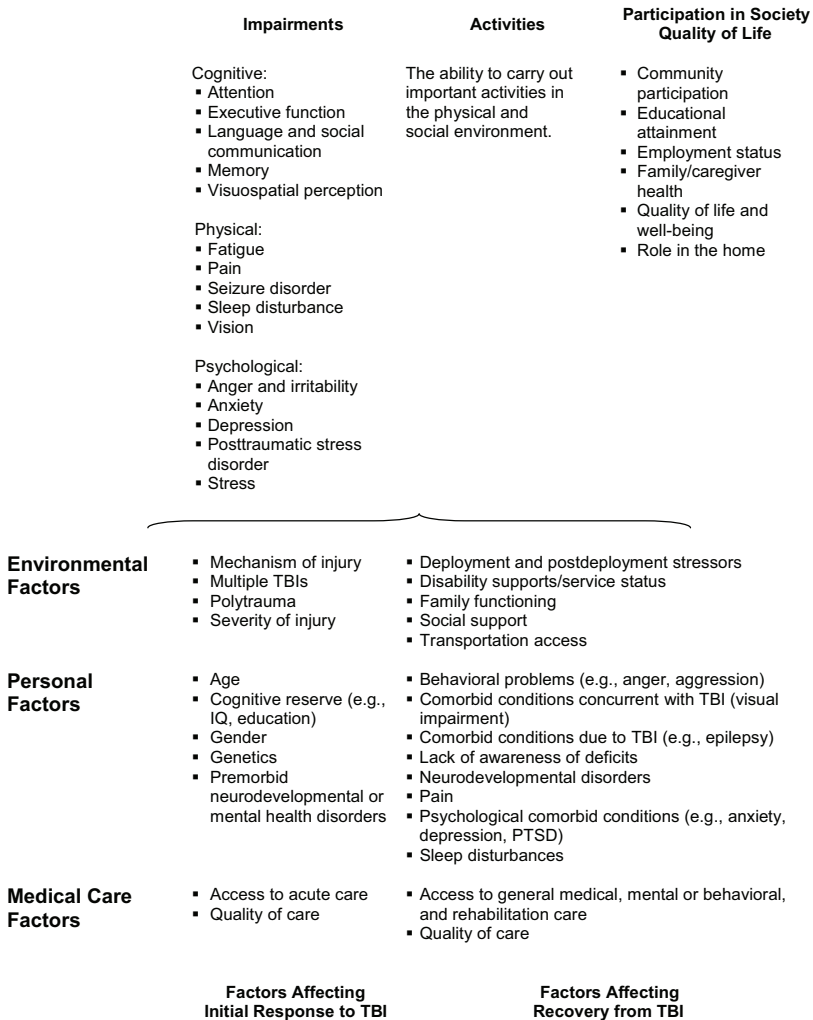 Impairments
Activities
Participation in Society
Quality of Life
Cognitive:
▪ Attention
▪ Executive function
▪ Language and social
communication
▪ Memory
▪ Visuospatial perception
Physical:
▪ Fatigue
▪ Pain
▪ Seizure disorder
▪ Sleep disturbance
▪ Vision
Psychological:
▪ Anger and irritability
▪ Anxiety
▪ Depression
▪ Posttraumatic stress
disorder
▪ Stress
The ability to carry out
important activities in
the physical and
social environment.
▪ Community
participation
▪ Educational
attainment
▪ Employment status
▪ Family/caregiver
health
▪ Quality of life and
well-being
▪ Role in the home
Environmental
Factors
▪ Mechanism of injury
▪ Multiple TBIs
▪ Polytrauma
▪ Severity of injury
▪ Deployment and postdeployment stressors
▪ Disability supports/service status
▪ Family functioning
▪ Social support
▪ Transportation access
Personal
Factors
▪ Age
▪ Cognitive reserve (e.g.,
IQ, education)
▪ Gender
▪ Genetics
▪ Premorbid
neurodevelopmental or
mental health disorders
▪ Behavioral problems (e.g., anger, aggression)
▪ Comorbid conditions concurrent with TBI (visual
impairment)
▪ Comorbid conditions due to TBI (e.g., epilepsy)
▪ Lack of awareness of deficits
▪ Neurodevelopmental disorders
▪ Pain
▪ Psychological comorbid conditions (e.g., anxiety,
depression, PTSD)
▪ Sleep disturbances
Medical Care
Factors
▪ Access to acute care
▪ Quality of care
▪ Access to general medical, mental or behavioral,
and rehabilitation care
▪ Quality of care
Factors Affecting
Initial Response to TBI
Factors Affecting
Recovery from TBI